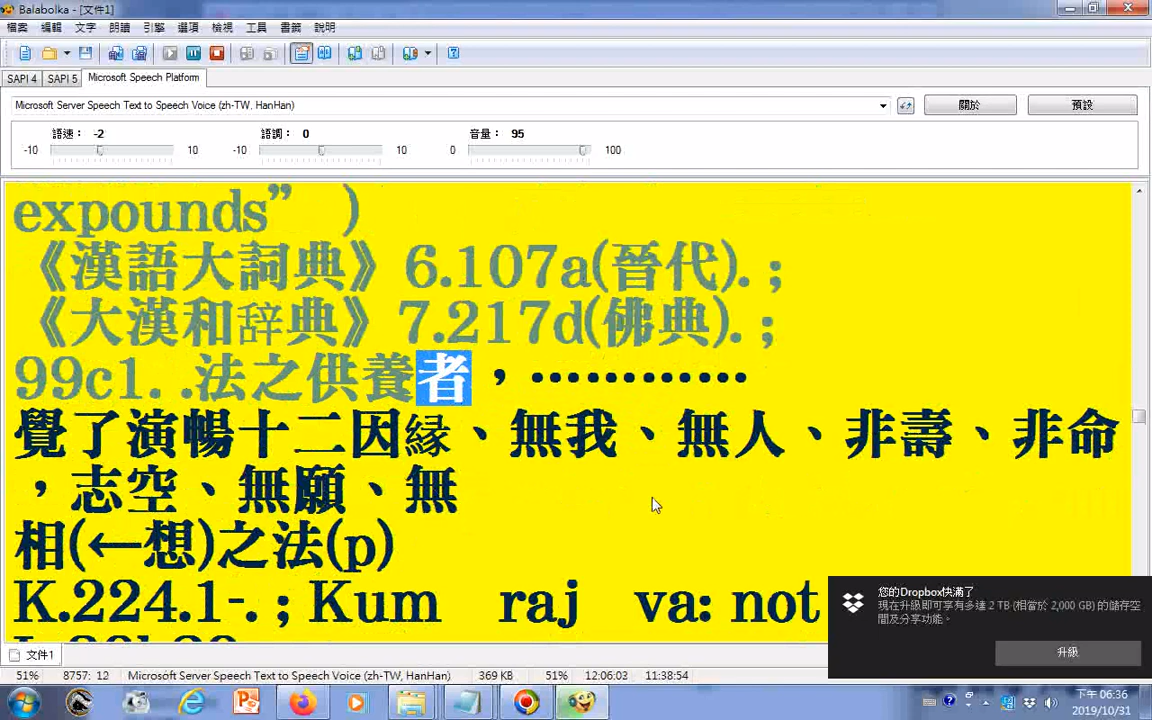 Balabolka - [文件1]
檔案 編輯 文字 朗讀 引擎 選項 檢視 工具 書籤 說明
SAPI 4 SAPI 5 Microsoft Speech Platform
Microsoft Server Speech Text to Speech Voice (zh-TW, HanHan)
關於 預設
語速： -2 語調： 0 音量： 95
-10 10 -10 10 0 100
expounds” )
《漢語大詞典》6.107a(晉代). ;
《大漢和辞典》7.217d(佛典). ;
99c1. .法之供養者，…………
覺了演暢十二因縁、無我、無人、非壽、非命
，志空、無願、無
相(←想)之法(p)
K.224.1-. ; Kum raj va: not
您的Dropbox快滿了
現在升級即可享有多達 2 TB (相當於 2,000 GB) 的儲存空
間及分享功能。
升級
文件1
51% 8757: 12 Microsoft Server Speech Text to Speech Voice (zh-TW, HanHan) 369 KB 51% 12:06:03 11:38:54
下午 06:36
2019/10/31